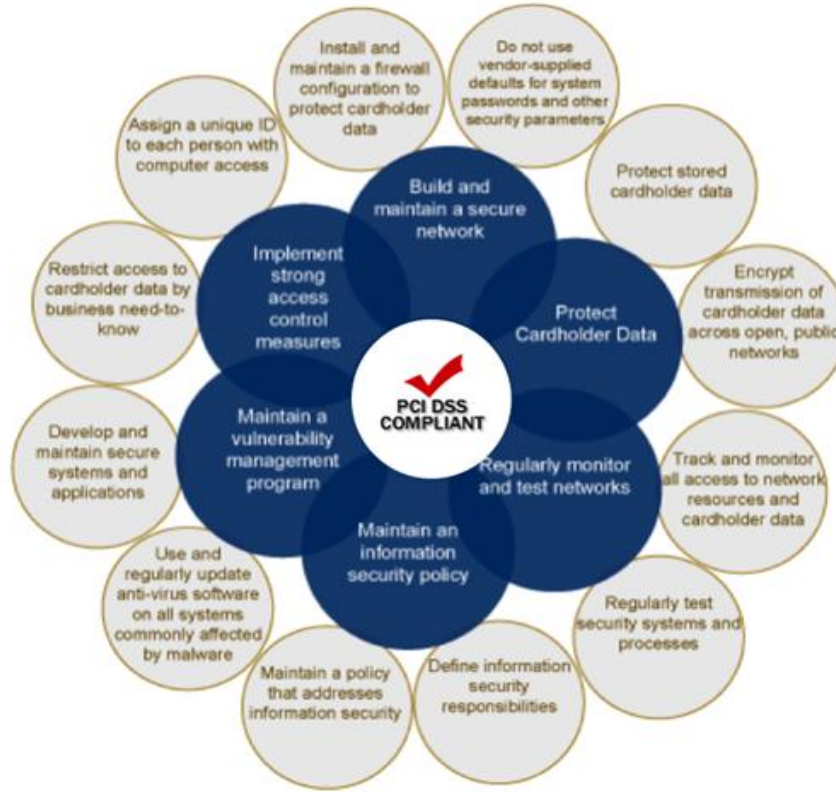 Install and
maintain a firewall
configuration to
protect cardholder
data
Do not use
vendor-supplied
defaults for system
passwords and other
security parameters
Protect stored
cardholder data
Encrypt
transmission of
cardholder data
across open, public
networks
Track and monitor
all access to network
resources and
cardholder data
Regularly test
security systems and
processes
Define information
security
responsibilities
Maintain a policy
that addresses
information security
Use and
regularly update
anti-virus software
on all systems
commonly affected
by malware
Develop and
maintain secure
systems and
applications
Restrict access to
cardholder data by
business need-to-
know
Assign a unique ID
to each person with
computer access
Build and
maintain a secure
network
Protect
Cardholder Data
Regularly monitor
and test networks
Maintain an
information
security policy
Maintain a
vulnerability
management
program
Implement
strong
access
control
measures
PCI DSS
COMPLIANT